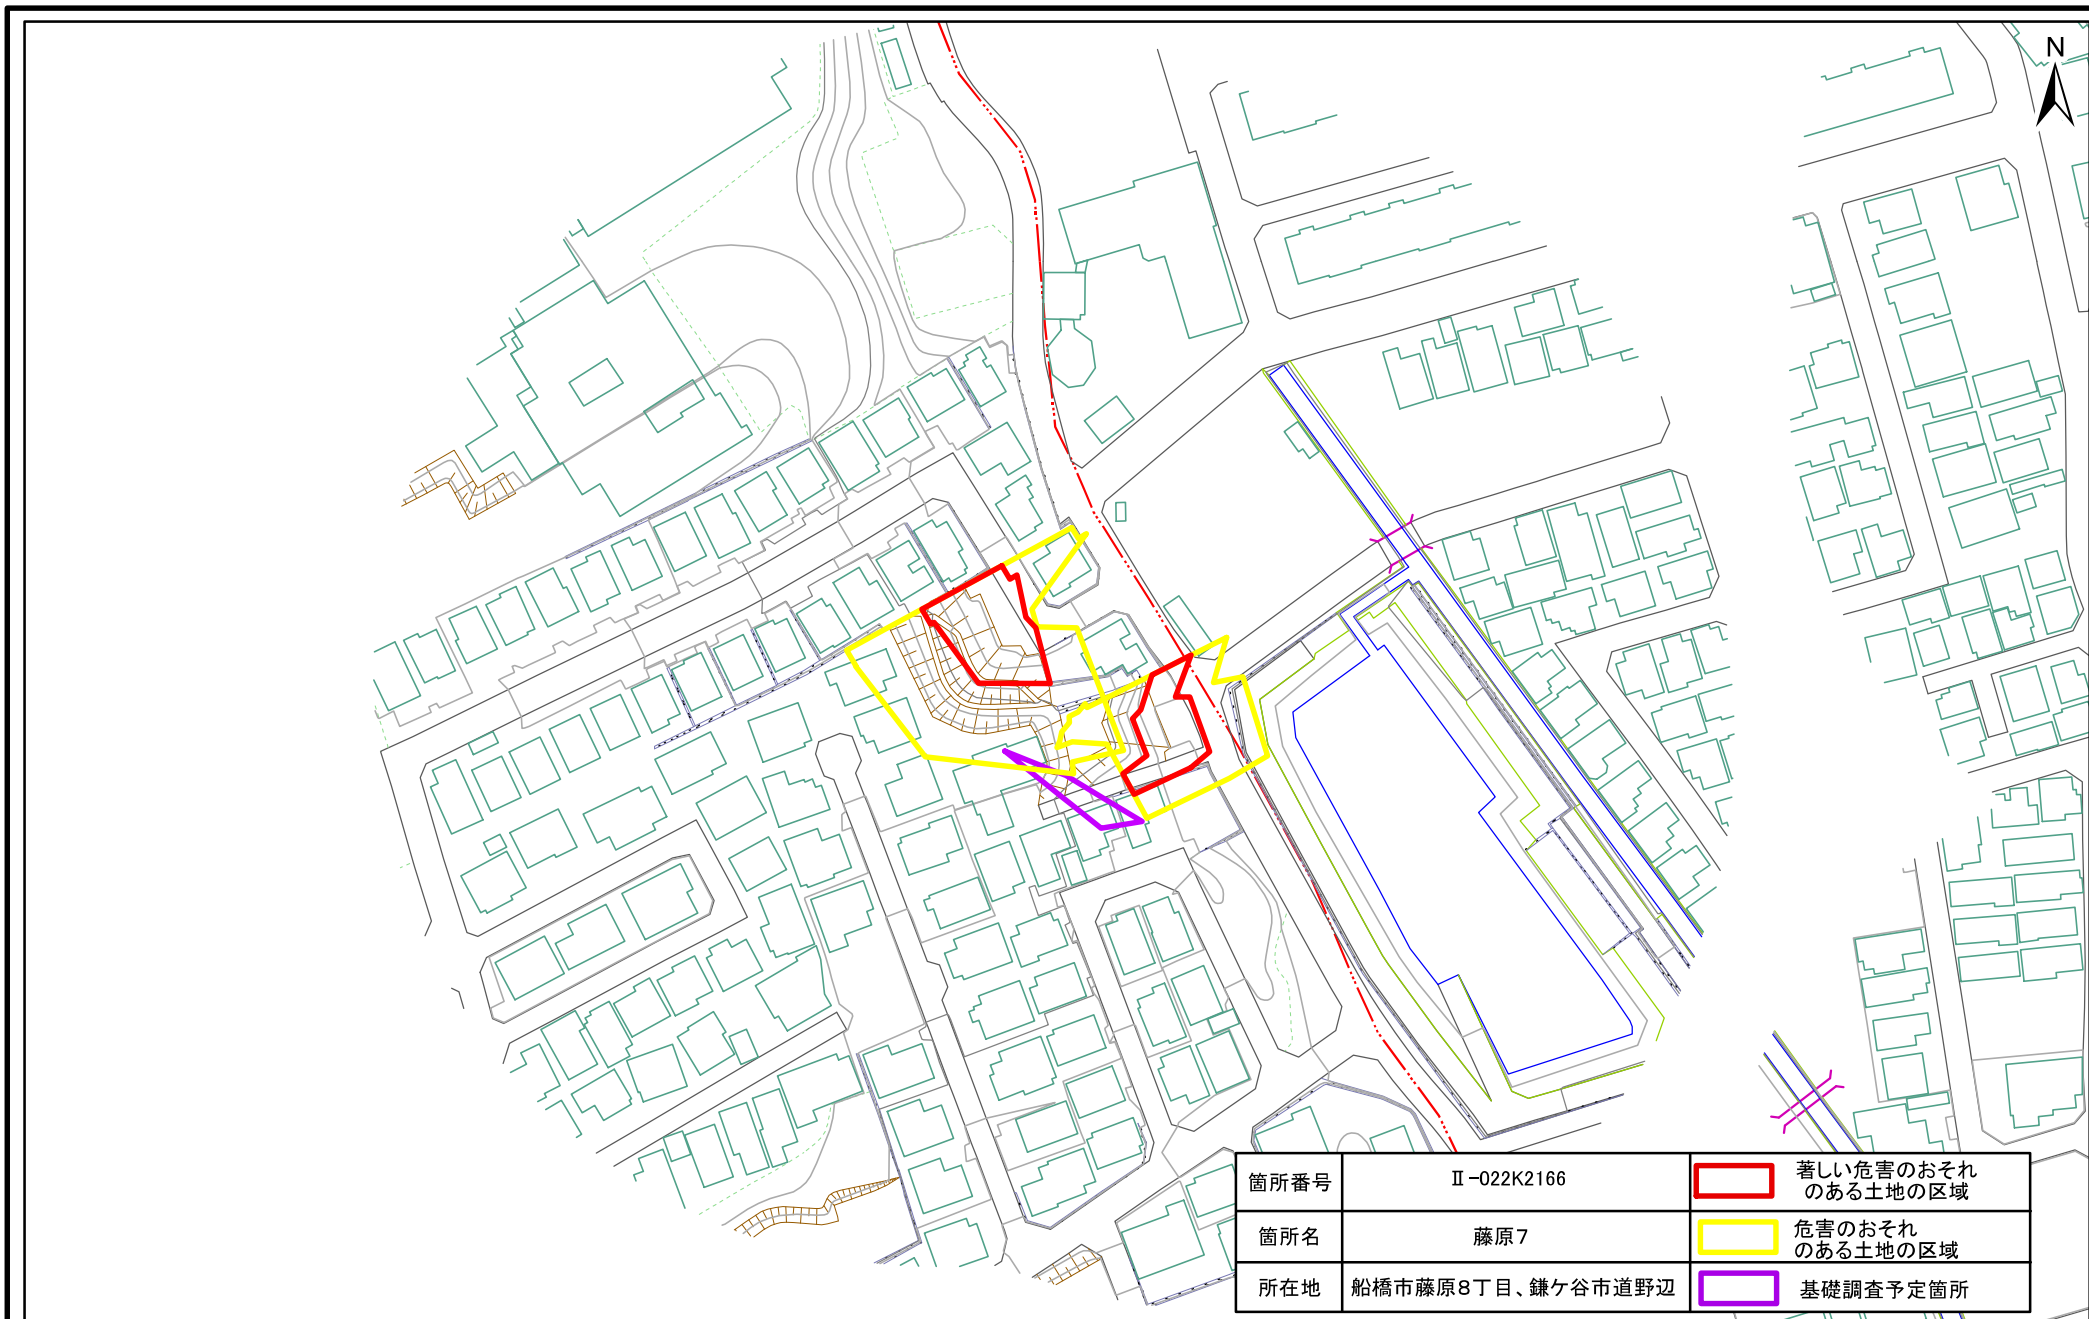 N
箇所番号
Ⅱ-022K2166
著しい危害のおそれ
のある土地の区域
箇所名
藤原7
危害のおそれ
のある土地の区域
所在地
船橋市藤原8丁目、鎌ケ谷市道野辺
基礎調査予定箇所